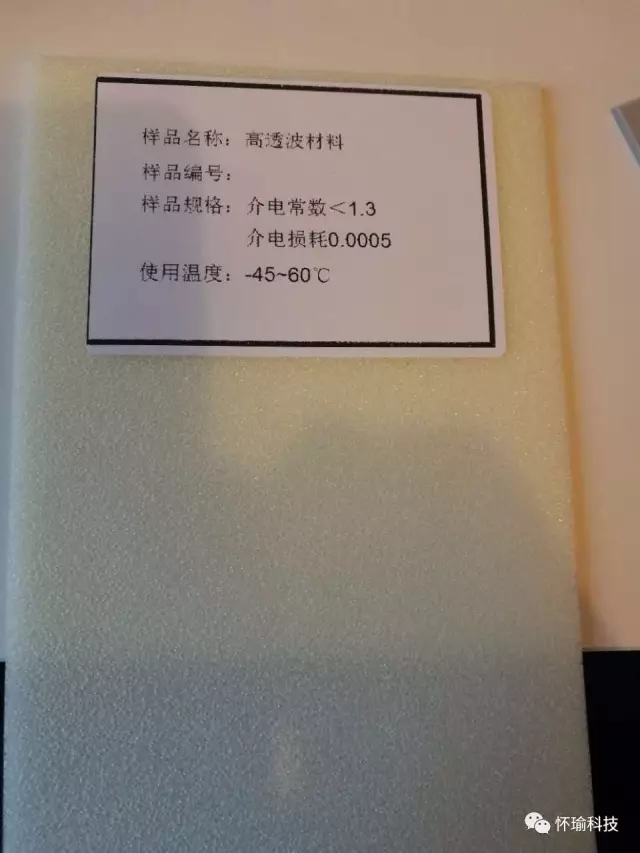 样品名称：高透波材料
样品编号：
样品规格：介电常数＜1.3
介电损耗0.0005
使用温度：-45~60℃
怀瑜科技